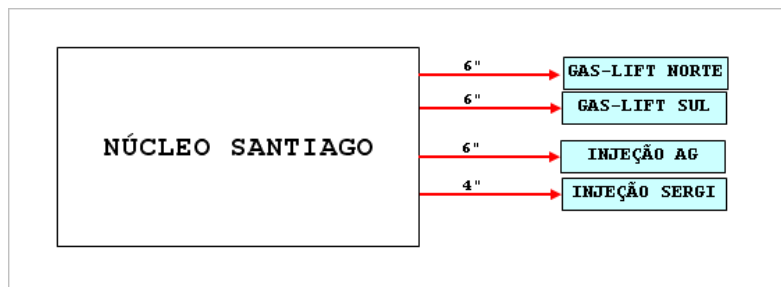 NÚCLEO SANTIAGO
6" GAS-LIFT NORTE
6" GAS-LIFT SUL
6" INJEÇÃO AG
4" INJEÇÃO SERGI